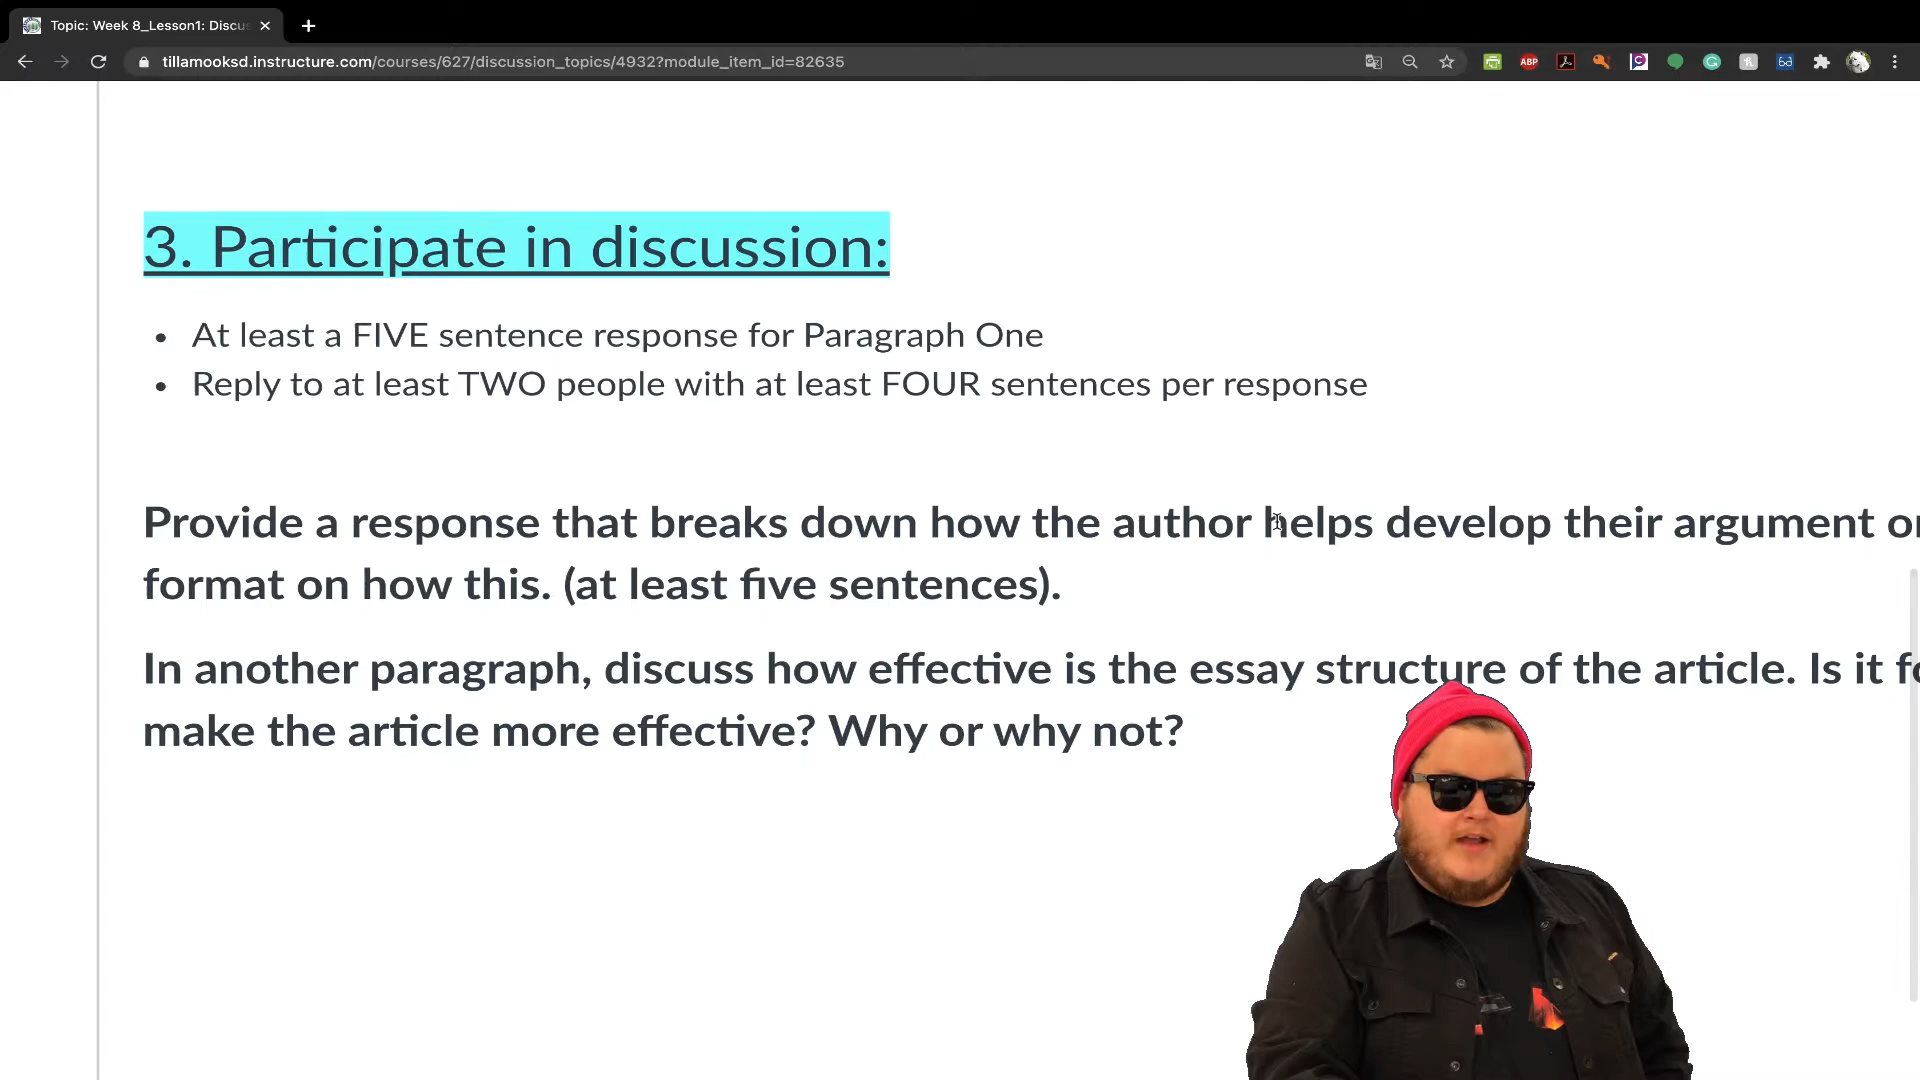 Topic: Week 8_Lesson1: Discus
tillamooksd.instructure.com/courses/627/discussion_topics/4932?module_item_id=82635
ABP
3. Participate in discussion:
• At least a FIVE sentence response for Paragraph One
• Reply to at least TWO people with at least FOUR sentences per response
Provide a response that breaks down how the author helps develop their argument or
format on how this. (at least five sentences).
In another paragraph, discuss how effective is the essay structure of the article. Is it fo
make the article more effective? Why or why not?